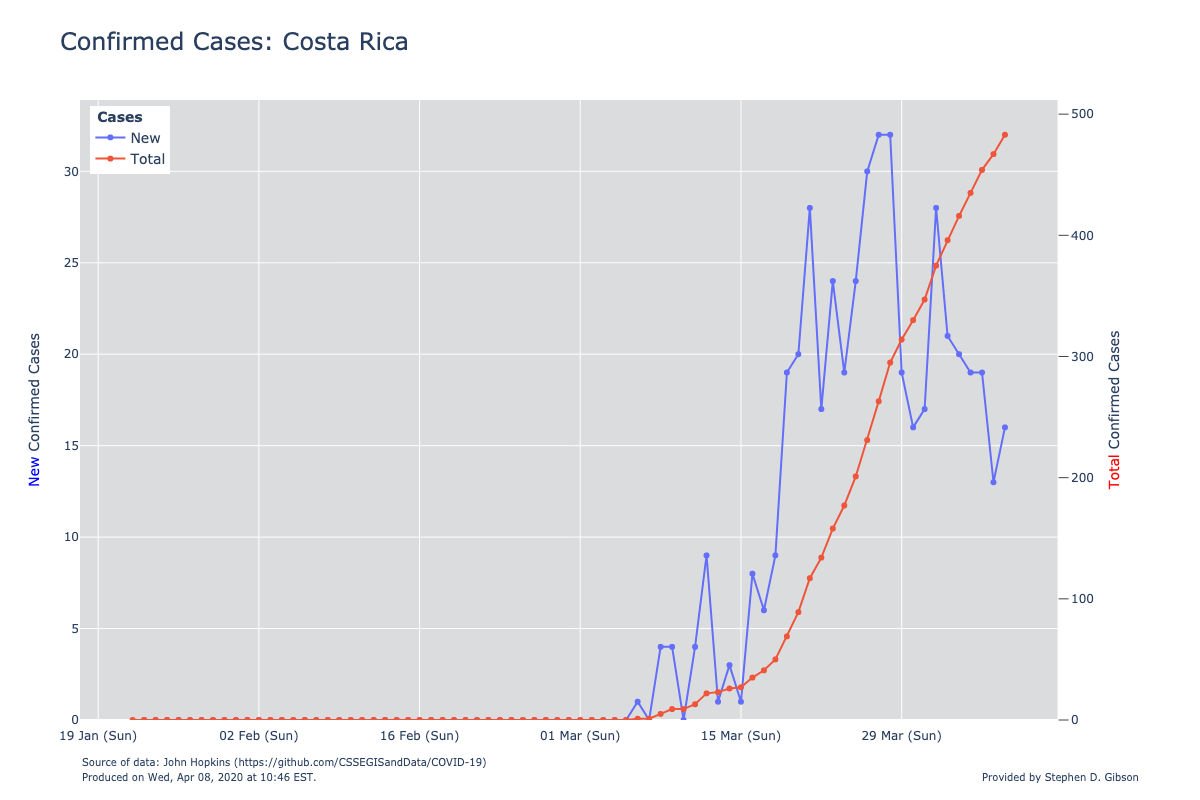 Confirmed Cases: Costa Rica
Cases
New
Total
30
25
20
15
10
5
0
New Confirmed Cases
500
400
300
200
100
0
Total Confirmed Cases
19 Jan (Sun)
02 Feb (Sun)
16 Feb (Sun)
01 Mar (Sun)
15 Mar (Sun)
29 Mar (Sun)
Source of data: John Hopkins (https://github.com/CSSEGISandData/COVID-19)
Produced on Wed, Apr 08, 2020 at 10:46 EST.
Provided by Stephen D. Gibson